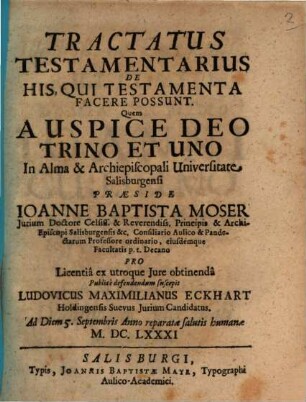 2
TRACTATUS
TESTAMENTARIUS
DE
HIS, QUI TESTAMENTA
FACERE POSSUNT.
Quem
AUSPICE DEO
TRINO ET UNO
In Alma & Archiepiscopali Universitate
Salisburgensi
PRÆSIDE
JOANNE BAPTISTA MOSER
Jurium Doctore Celsiss. & Reverendiss. Principis & Archi-
Episcopi Salisburgensis &c, Consiliario Aulico & Pande-
ctarum Professore ordinario, ejusdémque
Facultatis p. t. Decano
PRO
Licentiâ ex utroque Jure obtinendâ
Publicè defendendum suscepit
LUDOVICUS MAXIMILIANUS ECKHART
Holdingensis Suevus Jurium Candidatus,
Ad Diem 5. Septembris Anno reparatæ salutis humanæ
M. DC. LXXXI
SALISBURGI,
Typis, JOANNIS BAPTISTÆ MAYR, Typographi
Aulico-Academici.